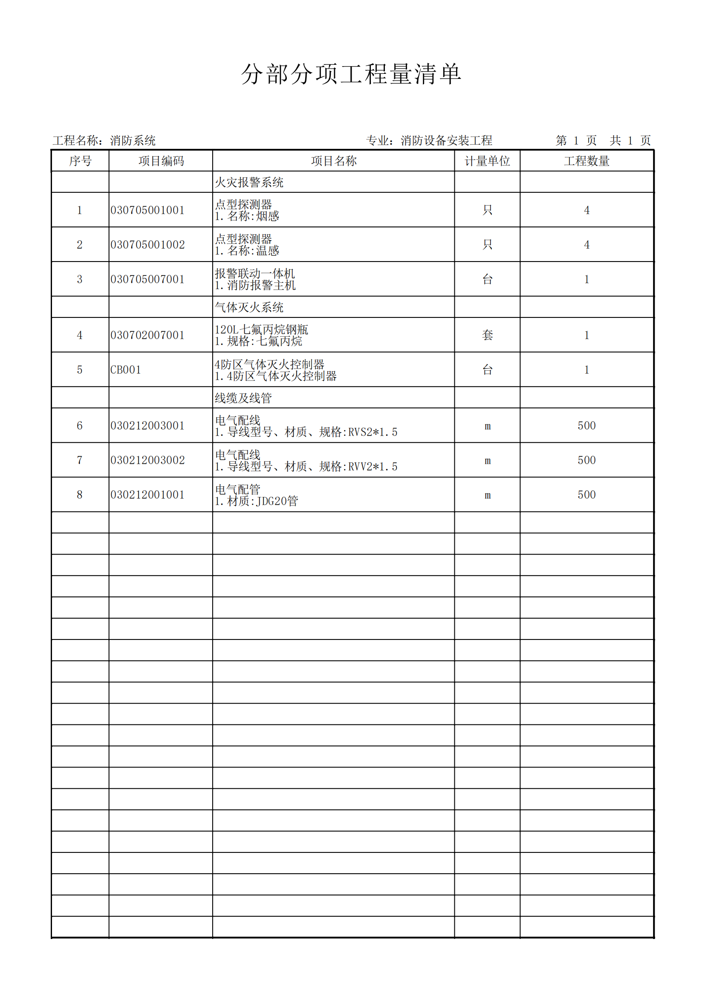 分部分项工程量清单
工程名称：消防系统 专业：消防设备安装工程 第 1 页 共 1 页
序号 项目编码 项目名称 计量单位 工程数量
火灾报警系统
1 030705001001 点型探测器 只 4
1.名称:烟感
2 030705001002 点型探测器 只 4
1.名称:温感
3 030705007001 报警联动一体机 台 1
1.消防报警主机
气体灭火系统
4 030702007001 120L七氟丙烷钢瓶 套 1
1.规格:七氟丙烷
5 CB001 4防区气体灭火控制器 台 1
1.4防区气体灭火控制器
线缆及线管
6 030212003001 电气配线 m 500
1.导线型号、材质、规格:RVS2*1.5
7 030212003002 电气配线 m 500
1.导线型号、材质、规格:RVV2*1.5
8 030212001001 电气配管 m 500
1.材质:JDG20管